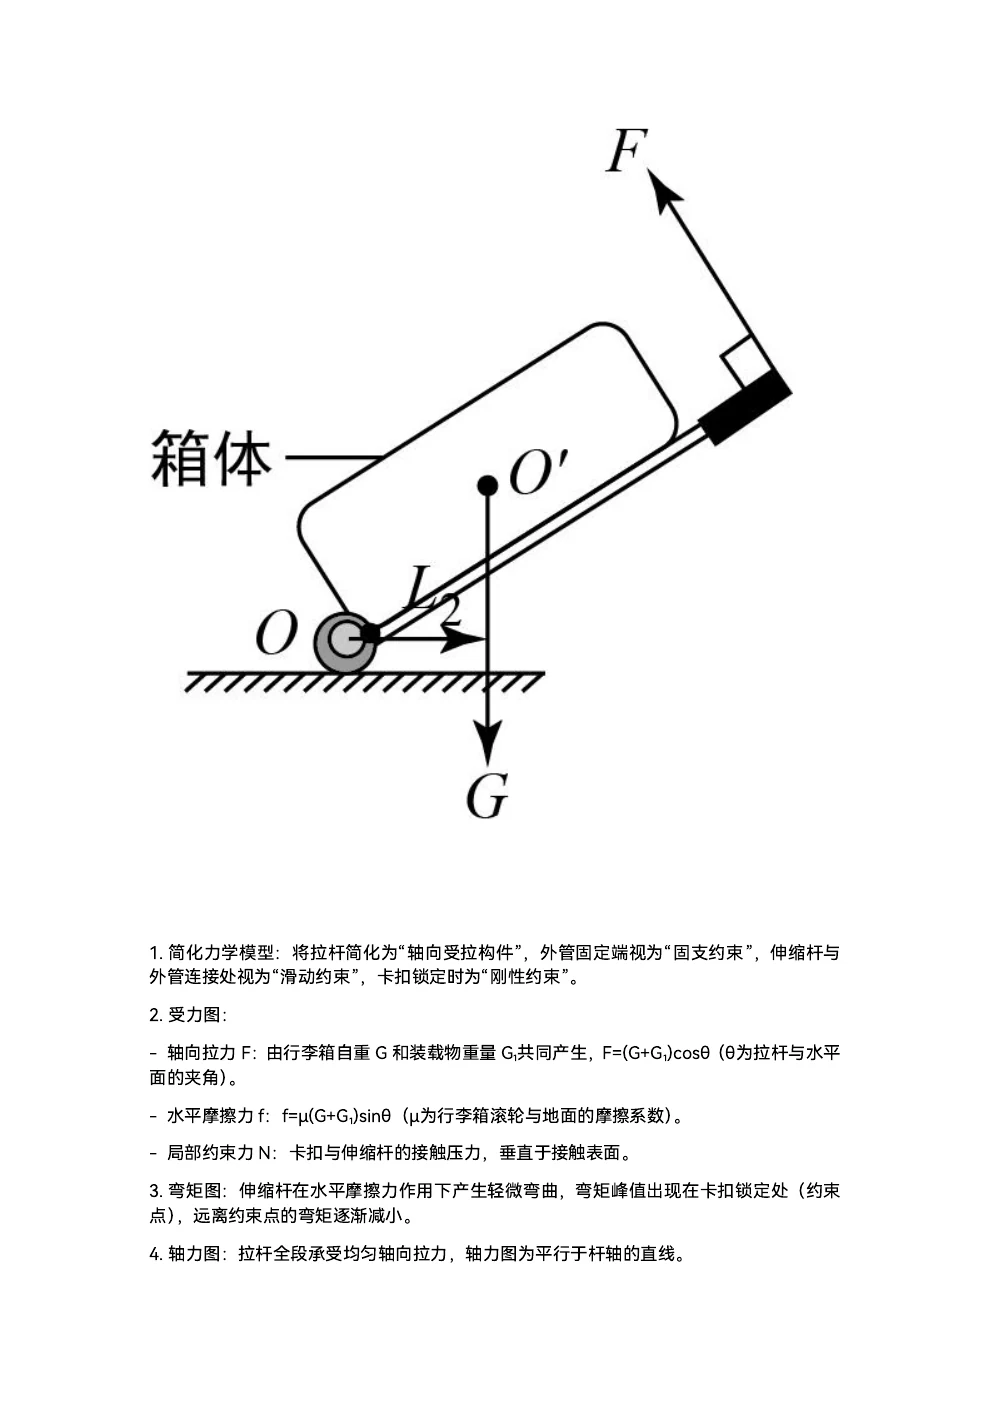 F
箱体
O′
L2
O
G
1. 简化力学模型：将拉杆简化为“轴向受拉构件”，外管固定端视为“固支约束”，伸缩杆与
外管连接处视为“滑动约束”，卡扣锁定时为“刚性约束”。
2. 受力图：
- 轴向拉力 F：由行李箱自重 G 和装载物重量 G₁共同产生，F=(G+G₁)cosθ（θ为拉杆与水平
面的夹角）。
- 水平摩擦力 f：f=μ(G+G₁)sinθ（μ为行李箱滚轮与地面的摩擦系数）。
- 局部约束力 N：卡扣与伸缩杆的接触压力，垂直于接触表面。
3. 弯矩图：伸缩杆在水平摩擦力作用下产生轻微弯曲，弯矩峰值出现在卡扣锁定处（约束
点），远离约束点的弯矩逐渐减小。
4. 轴力图：拉杆全段承受均匀轴向拉力，轴力图为平行于杆轴的直线。